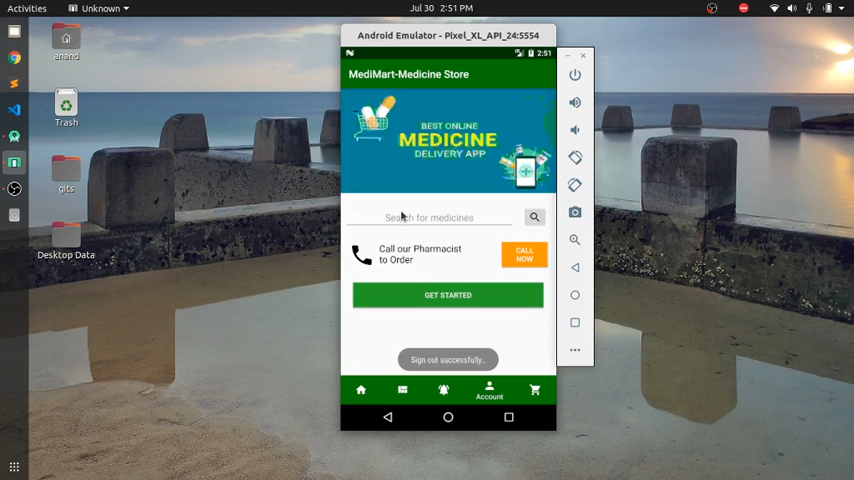 Activities
Unknown
Jul 30 2:51 PM
anand
Trash
gits
Desktop Data
Android Emulator - Pixel_XL_API_24:5554
2:51
MediMart-Medicine Store
BEST ONLINE
MEDICINE
DELIVERY APP
Search for medicines
Call our Pharmacist
to Order
CALL
NOW
GET STARTED
Sign out successfully..
Account